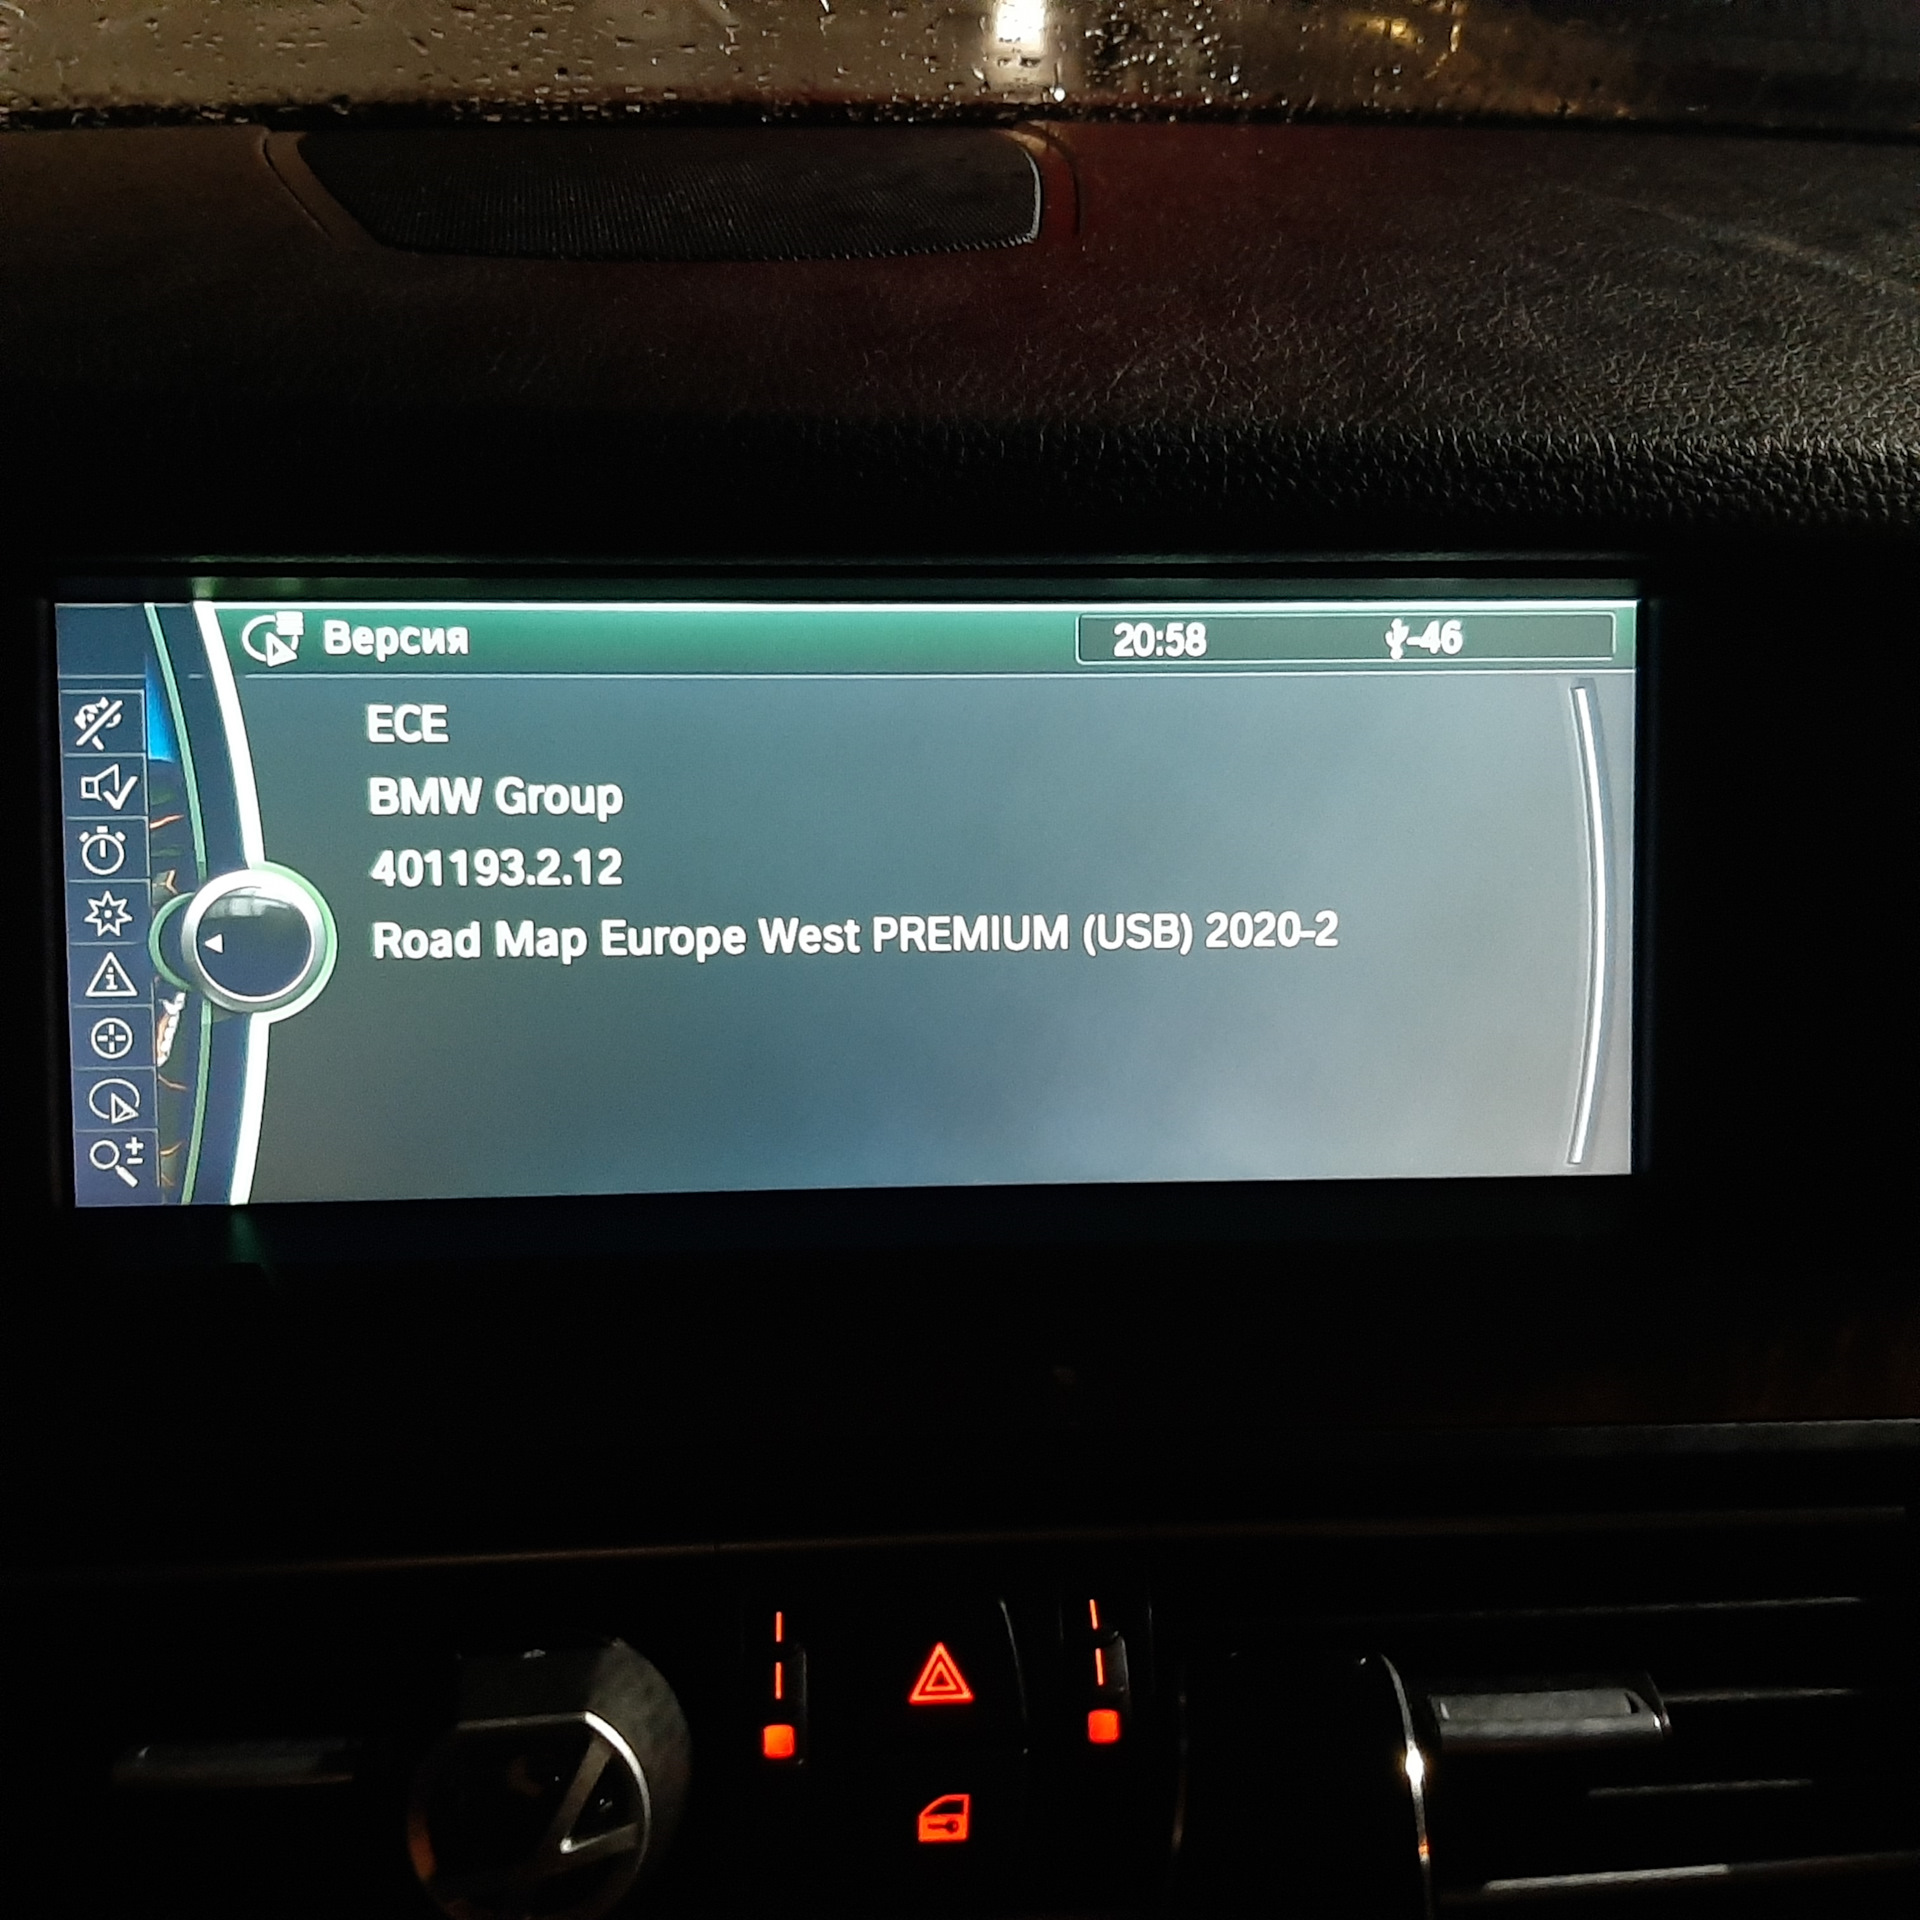 Версия 20:58 -46
ECE
BMW Group
401193.2.12
Road Map Europe West PREMIUM (USB) 2020-2